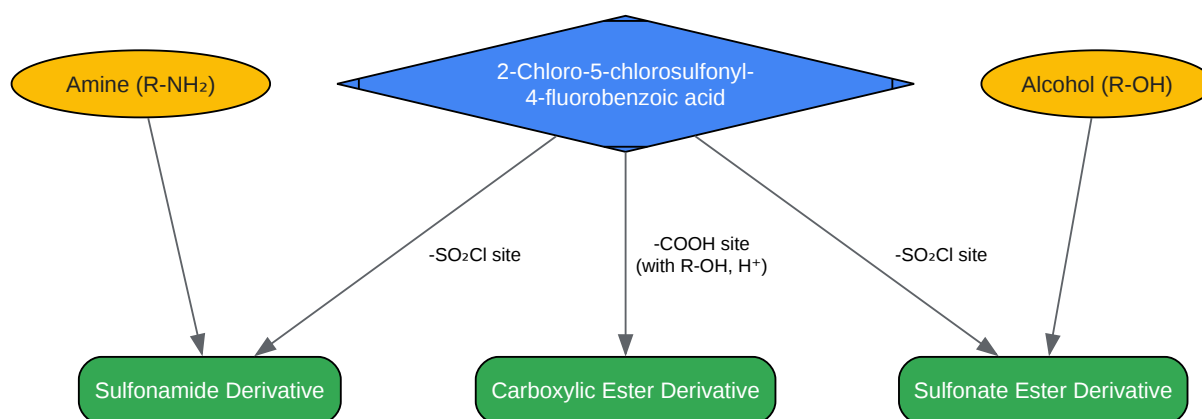 Amine (R-NH₂)
2-Chloro-5-chlorosulfonyl-
4-fluorobenzoic acid
Alcohol (R-OH)
-SO₂Cl site
-COOH site
(with R-OH, H⁺)
-SO₂Cl site
Sulfonamide Derivative
Carboxylic Ester Derivative
Sulfonate Ester Derivative